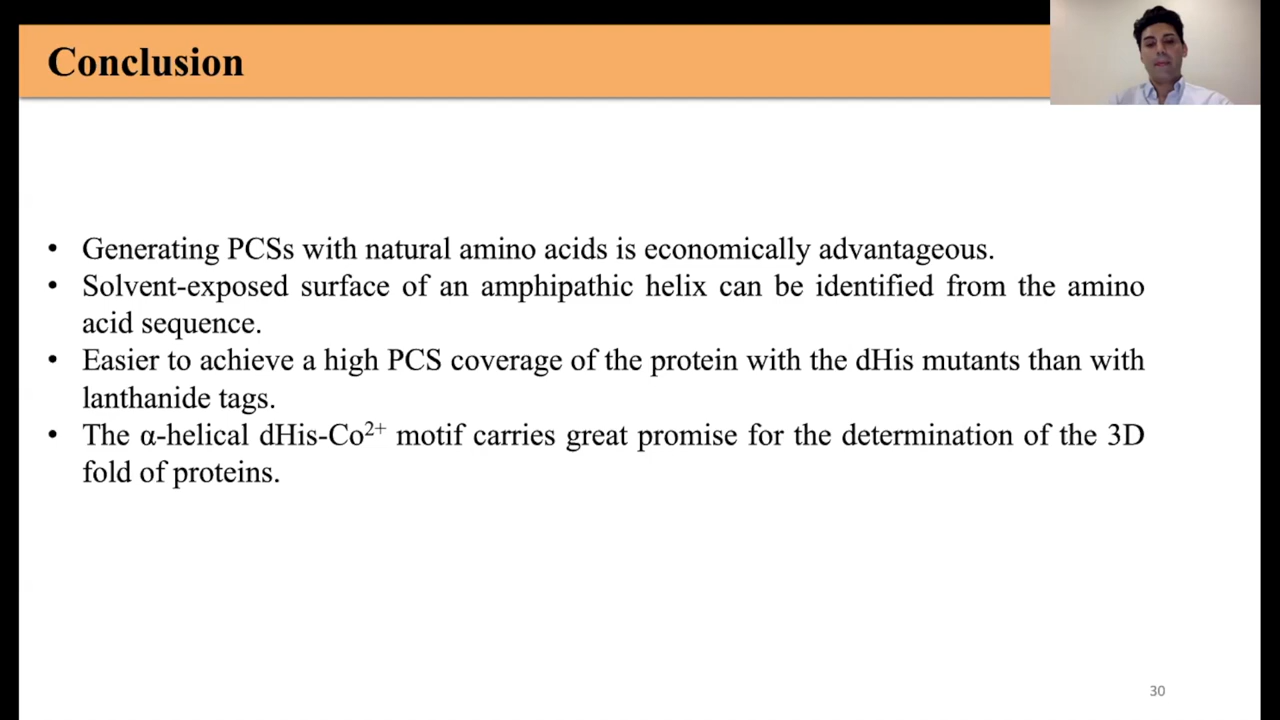 Conclusion
• Generating PCSs with natural amino acids is economically advantageous.
• Solvent-exposed surface of an amphipathic helix can be identified from the amino
acid sequence.
• Easier to achieve a high PCS coverage of the protein with the dHis mutants than with
lanthanide tags.
• The α-helical dHis-Co²⁺ motif carries great promise for the determination of the 3D
fold of proteins.
30